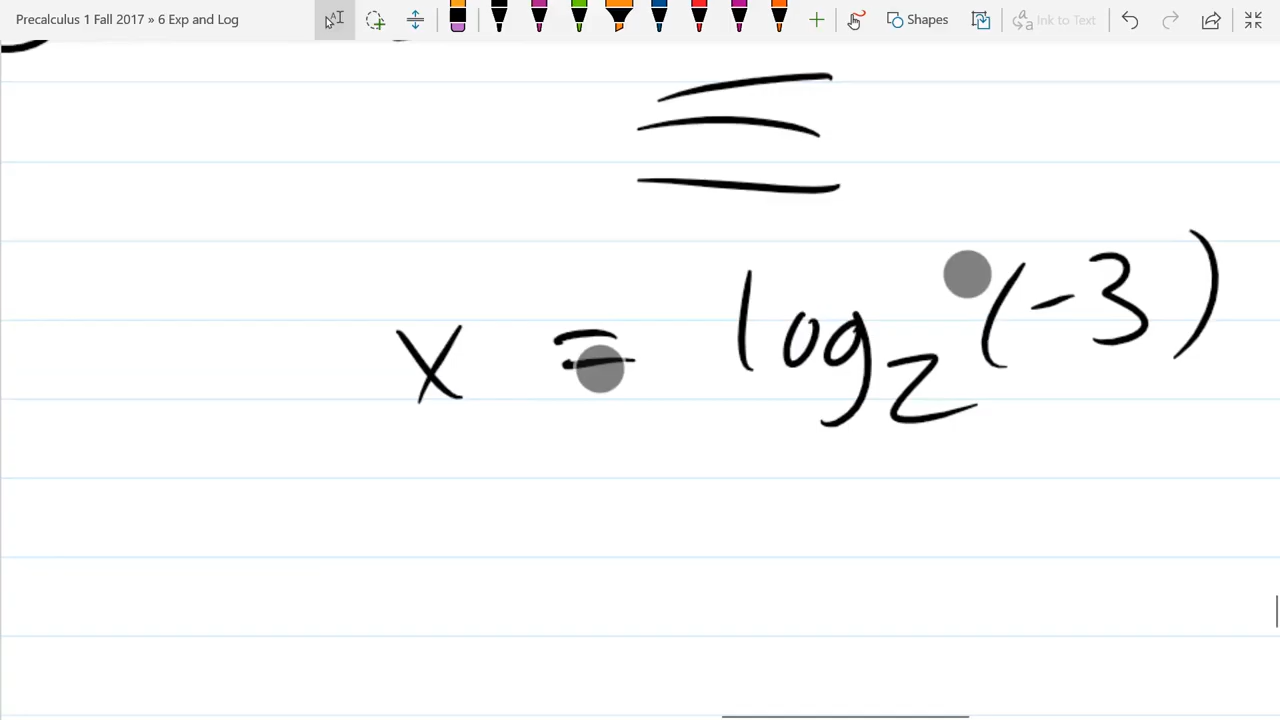 Precalculus 1 Fall 2017 » 6 Exp and Log
Shapes
Ink to Text
x = log₂(-3)